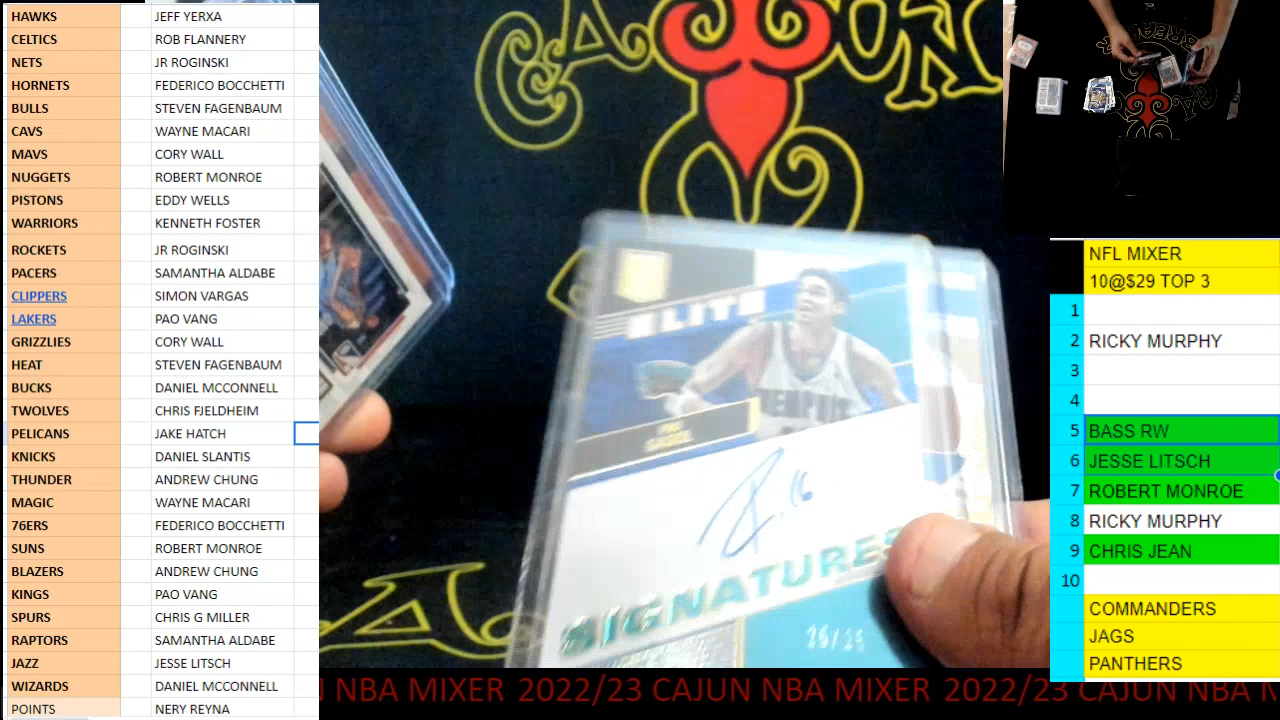 HAWKS JEFF YERXA
CELTICS ROB FLANNERY
NETS JR ROGINSKI
HORNETS FEDERICO BOCCHETTI
BULLS STEVEN FAGENBAUM
CAVS WAYNE MACARI
MAVS CORY WALL
NUGGETS ROBERT MONROE
PISTONS EDDY WELLS
WARRIORS KENNETH FOSTER
ROCKETS JR ROGINSKI
PACERS SAMANTHA ALDABE
CLIPPERS SIMON VARGAS
LAKERS PAO VANG
GRIZZLIES CORY WALL
HEAT STEVEN FAGENBAUM
BUCKS DANIEL MCCONNELL
TWOLVES CHRIS FJELDHEIM
PELICANS JAKE HATCH
KNICKS DANIEL SLANTIS
THUNDER ANDREW CHUNG
MAGIC WAYNE MACARI
76ERS FEDERICO BOCCHETTI
SUNS ROBERT MONROE
BLAZERS ANDREW CHUNG
KINGS PAO VANG
SPURS CHRIS G MILLER
RAPTORS SAMANTHA ALDABE
JAZZ JESSE LITSCH
WIZARDS DANIEL MCCONNELL
POINTS NERY REYNA
CAJUN
ELITE
MEMPHIS
SIGNATURES
NFL MIXER
10@$29 TOP 3
1
2 RICKY MURPHY
3
4
5 BASS RW
6 JESSE LITSCH
7 ROBERT MONROE
8 RICKY MURPHY
9 CHRIS JEAN
10
COMMANDERS
JAGS
PANTHERS
NBA MIXER 2022/23 CAJUN NBA MIXER 2022/23 CAJUN NBA